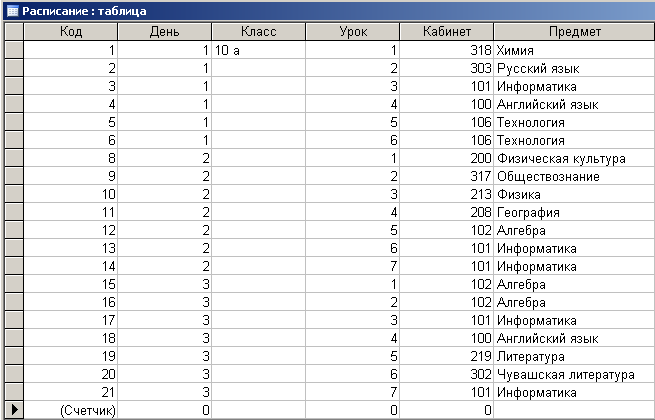 Расписание : таблица
Код День Класс Урок Кабинет Предмет
1 1 10 а 1 318 Химия
2 1 2 303 Русский язык
3 1 3 101 Информатика
4 1 4 100 Английский язык
5 1 5 106 Технология
6 1 6 106 Технология
8 2 1 200 Физическая культура
9 2 2 317 Обществознание
10 2 3 213 Физика
11 2 4 208 География
12 2 5 102 Алгебра
13 2 6 101 Информатика
14 2 7 101 Информатика
15 3 1 102 Алгебра
16 3 2 102 Алгебра
17 3 3 101 Информатика
18 3 4 100 Английский язык
19 3 5 219 Литература
20 3 6 302 Чувашская литература
21 3 7 101 Информатика
(Счетчик) 0 0 0